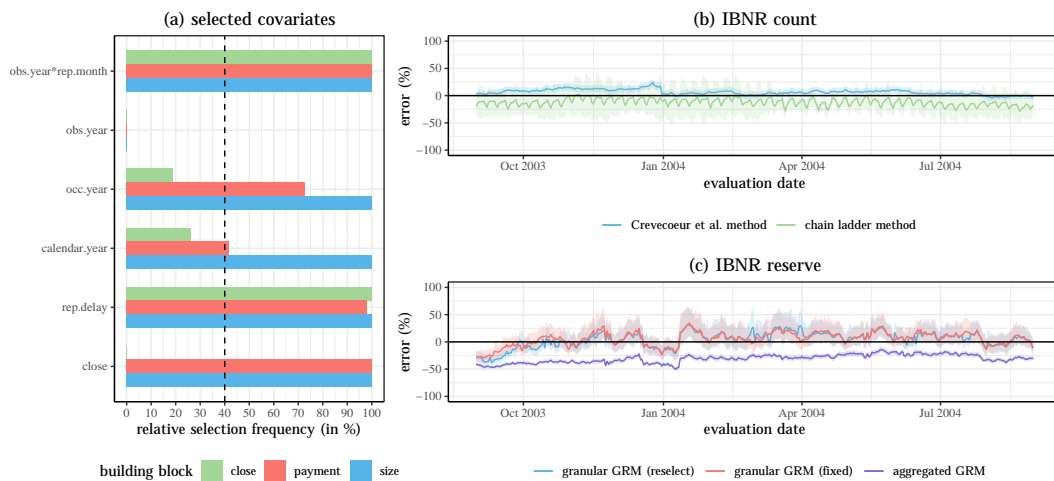 (a) selected covariates
obs.year*rep.month
obs.year
occ.year
calendar.year
rep.delay
close
0 10 20 30 40 50 60 70 80 90 100
relative selection frequency (in %)
building block close payment size
(b) IBNR count
error (%)
100
50
0
−50
−100
Oct 2003 Jan 2004 Apr 2004 Jul 2004
evaluation date
Crevecoeur et al. method chain ladder method
(c) IBNR reserve
error (%)
100
50
0
−50
−100
Oct 2003 Jan 2004 Apr 2004 Jul 2004
evaluation date
granular GRM (reselect) granular GRM (fixed) aggregated GRM